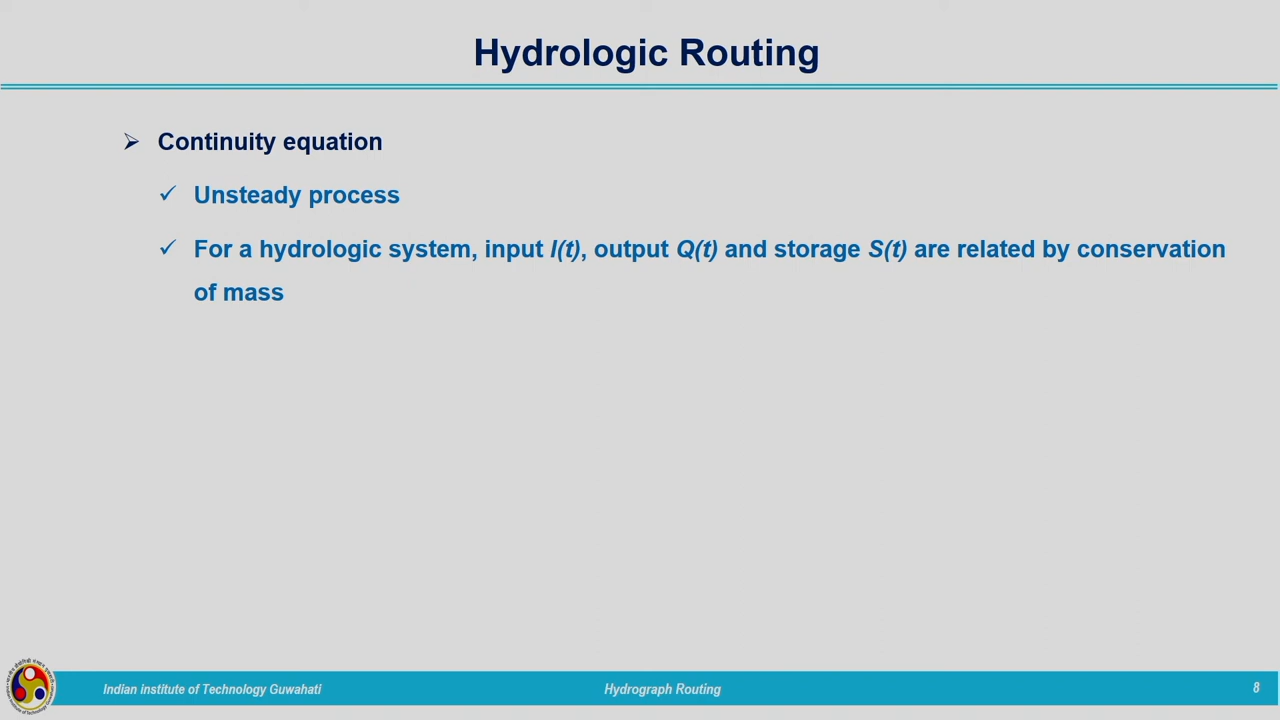 Hydrologic Routing
➢ Continuity equation
✓ Unsteady process
✓ For a hydrologic system, input I(t), output Q(t) and storage S(t) are related by conservation
of mass
Indian institute of Technology Guwahati
Hydrograph Routing
8